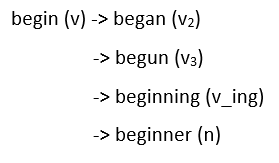 begin (v) -> began (v₂)
-> begun (v₃)
-> beginning (v_ing)
-> beginner (n)